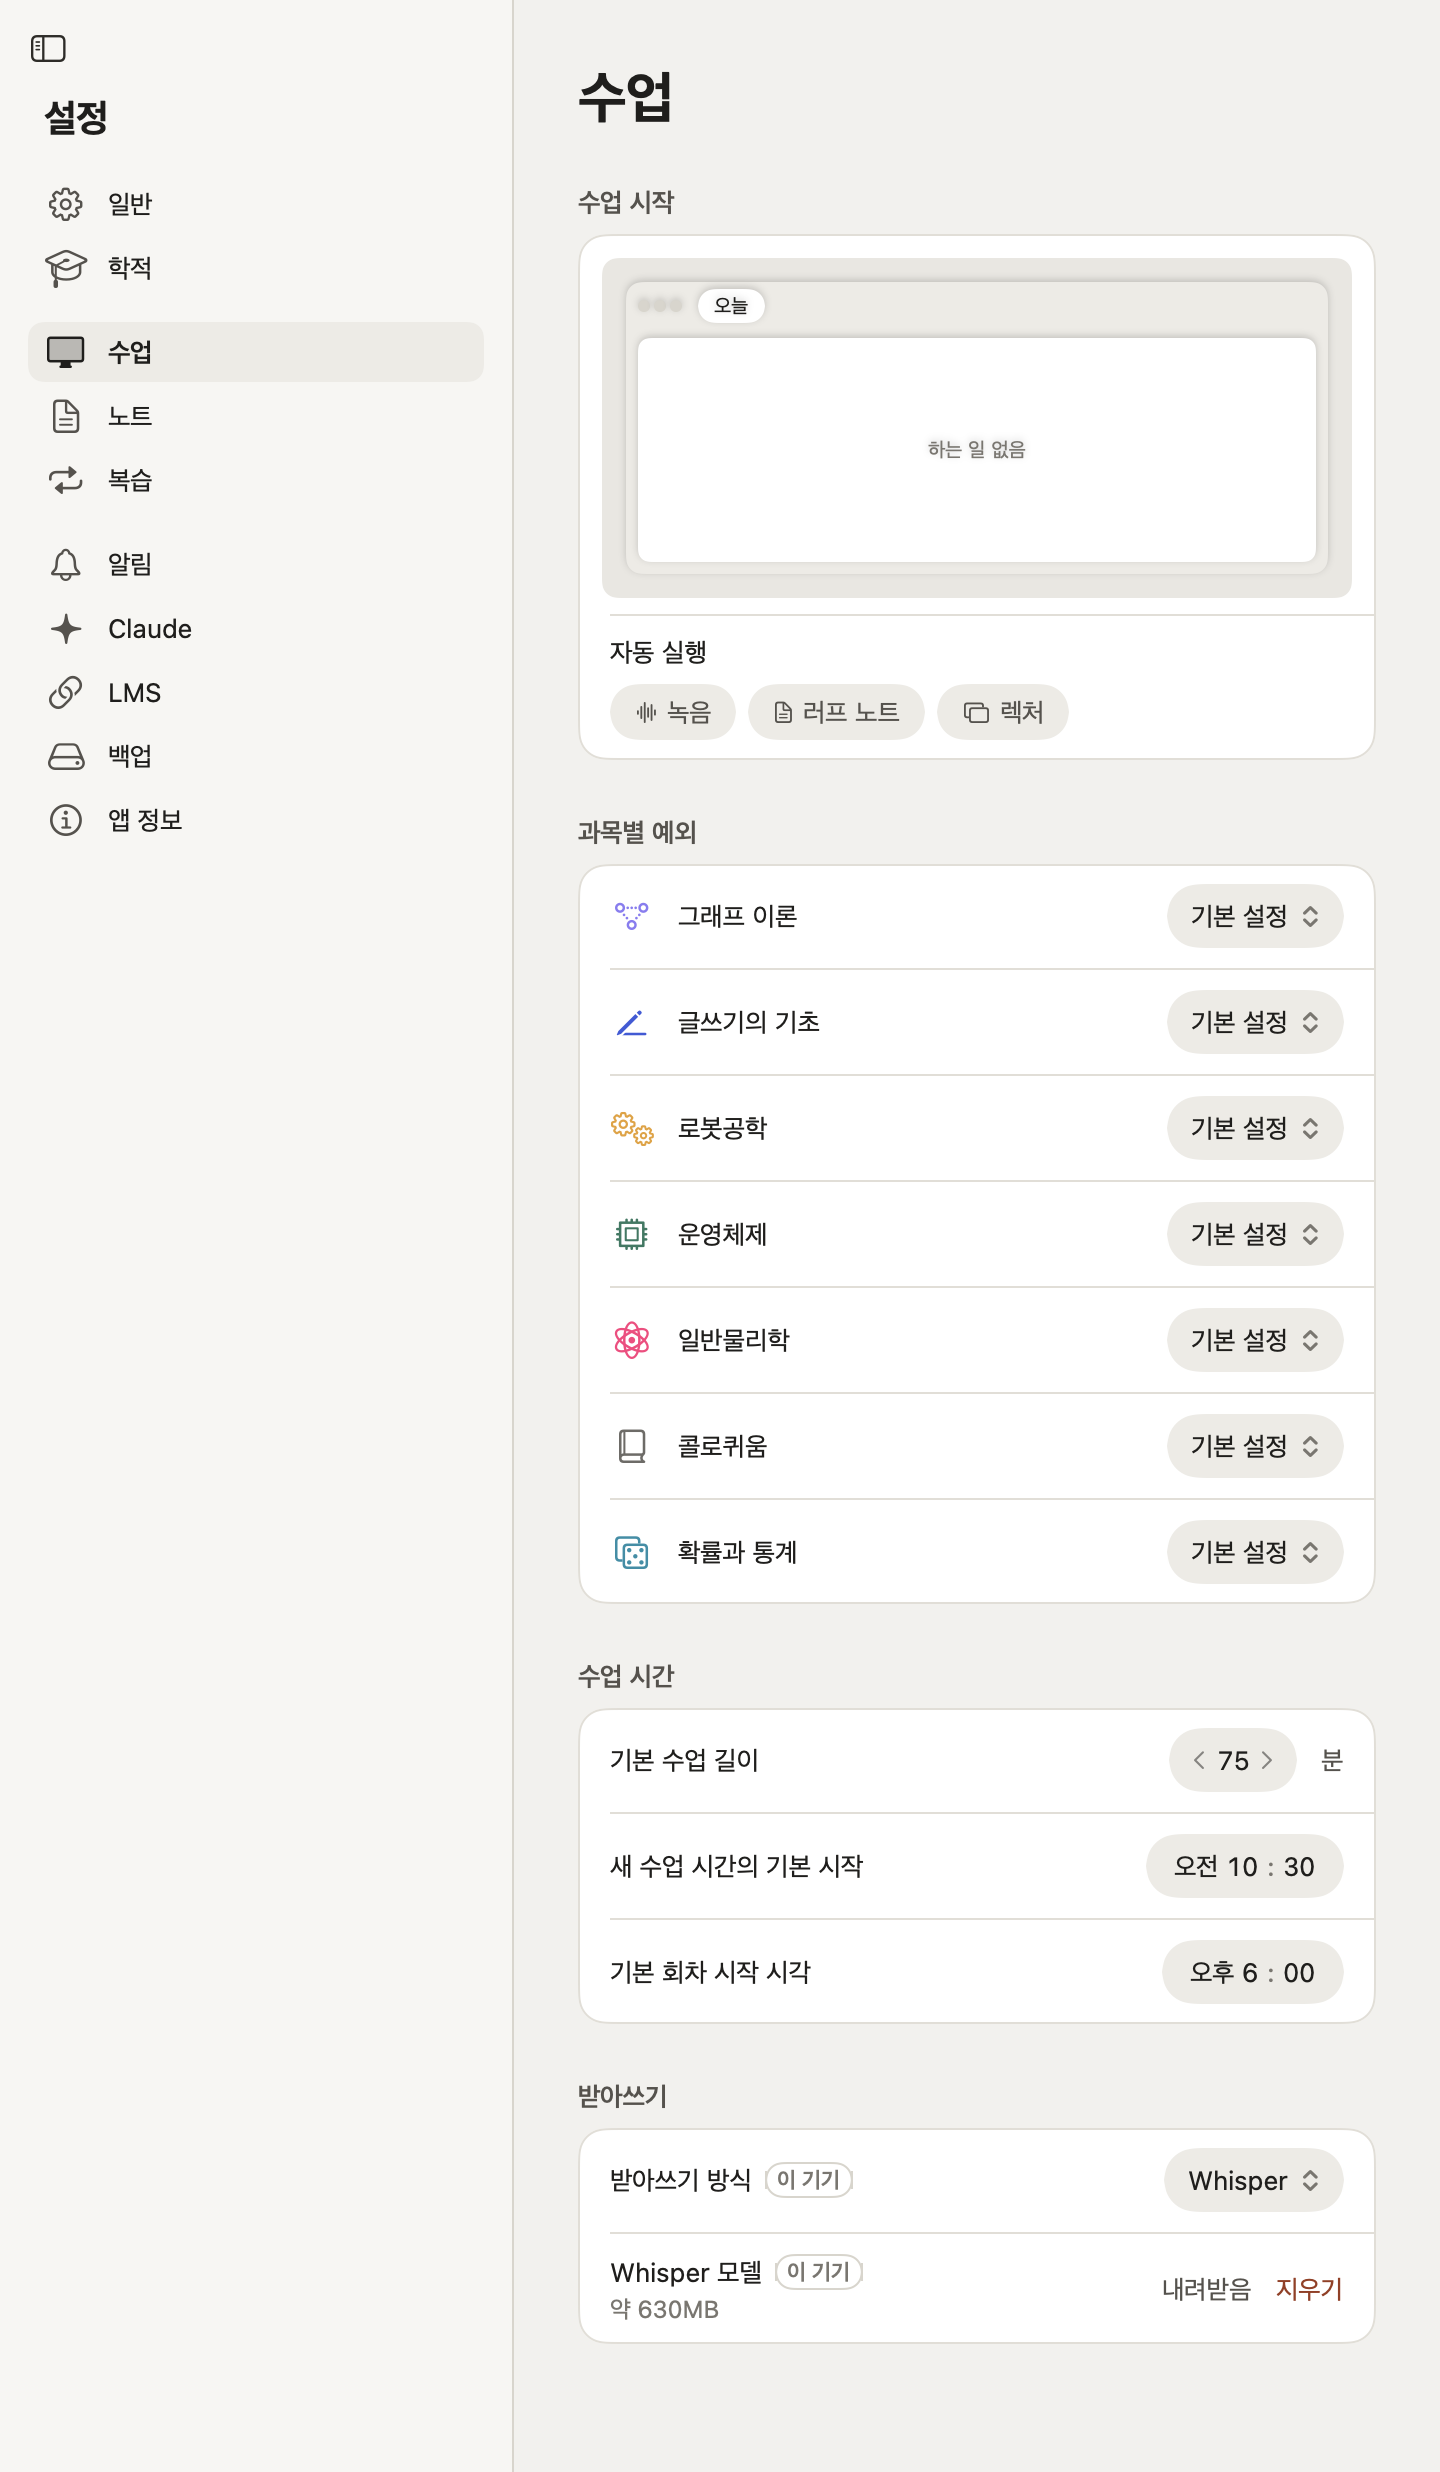 설정
일반
학적
수업
노트
복습
알림
Claude
LMS
백업
앱 정보
수업
수업 시작
오늘
하는 일 없음
자동 실행
녹음 러프 노트 렉처
과목별 예외
그래프 이론 기본 설정
글쓰기의 기초 기본 설정
로봇공학 기본 설정
운영체제 기본 설정
일반물리학 기본 설정
콜로퀴움 기본 설정
확률과 통계 기본 설정
수업 시간
기본 수업 길이 75 분
새 수업 시간의 기본 시작 오전 10 : 30
기본 회차 시작 시각 오후 6 : 00
받아쓰기
받아쓰기 방식 이 기기 Whisper
Whisper 모델 이 기기
약 630MB
내려받음 지우기